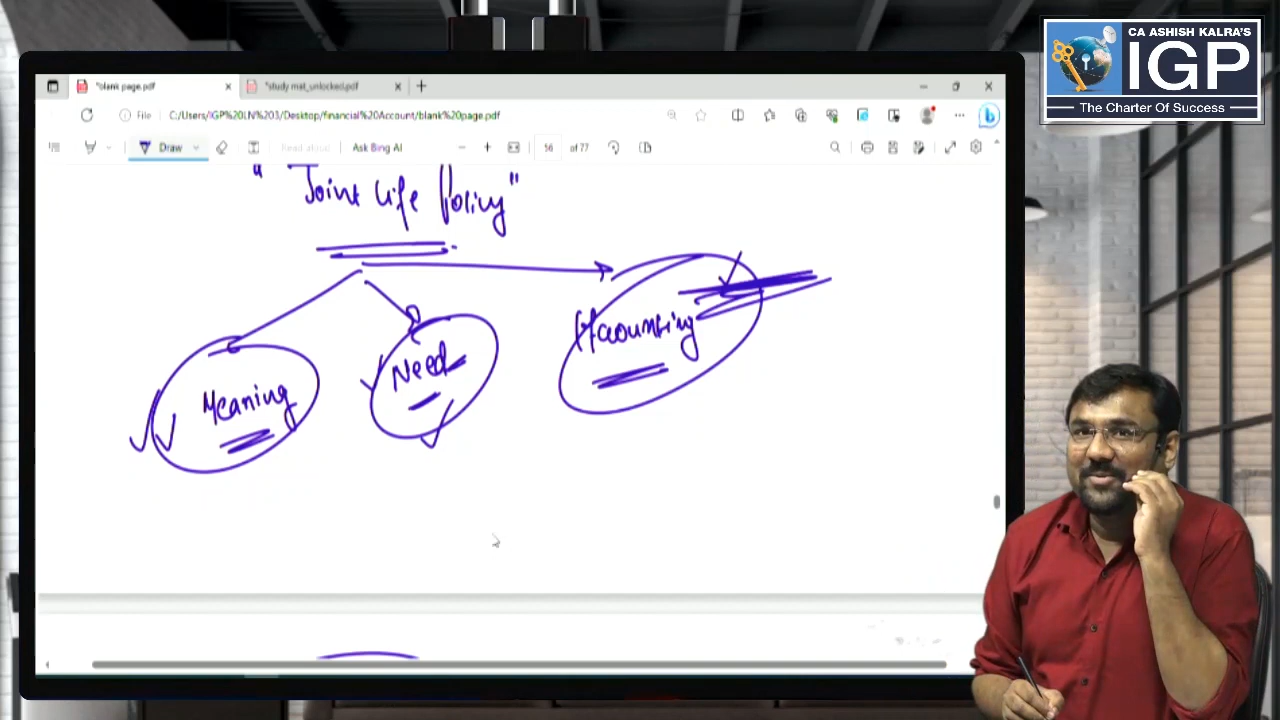 CA ASHISH KALRA'S
IGP
The Charter Of Success
*blank page.pdf
*study mat_unlocked.pdf
File
C:/Users/IGP%20LN%203/Desktop/financial%20Account/blank%20page.pdf
Draw
Read aloud
Ask Bing AI
56 of 77
"Joint Life Policy"
Meaning
Need
Accounting